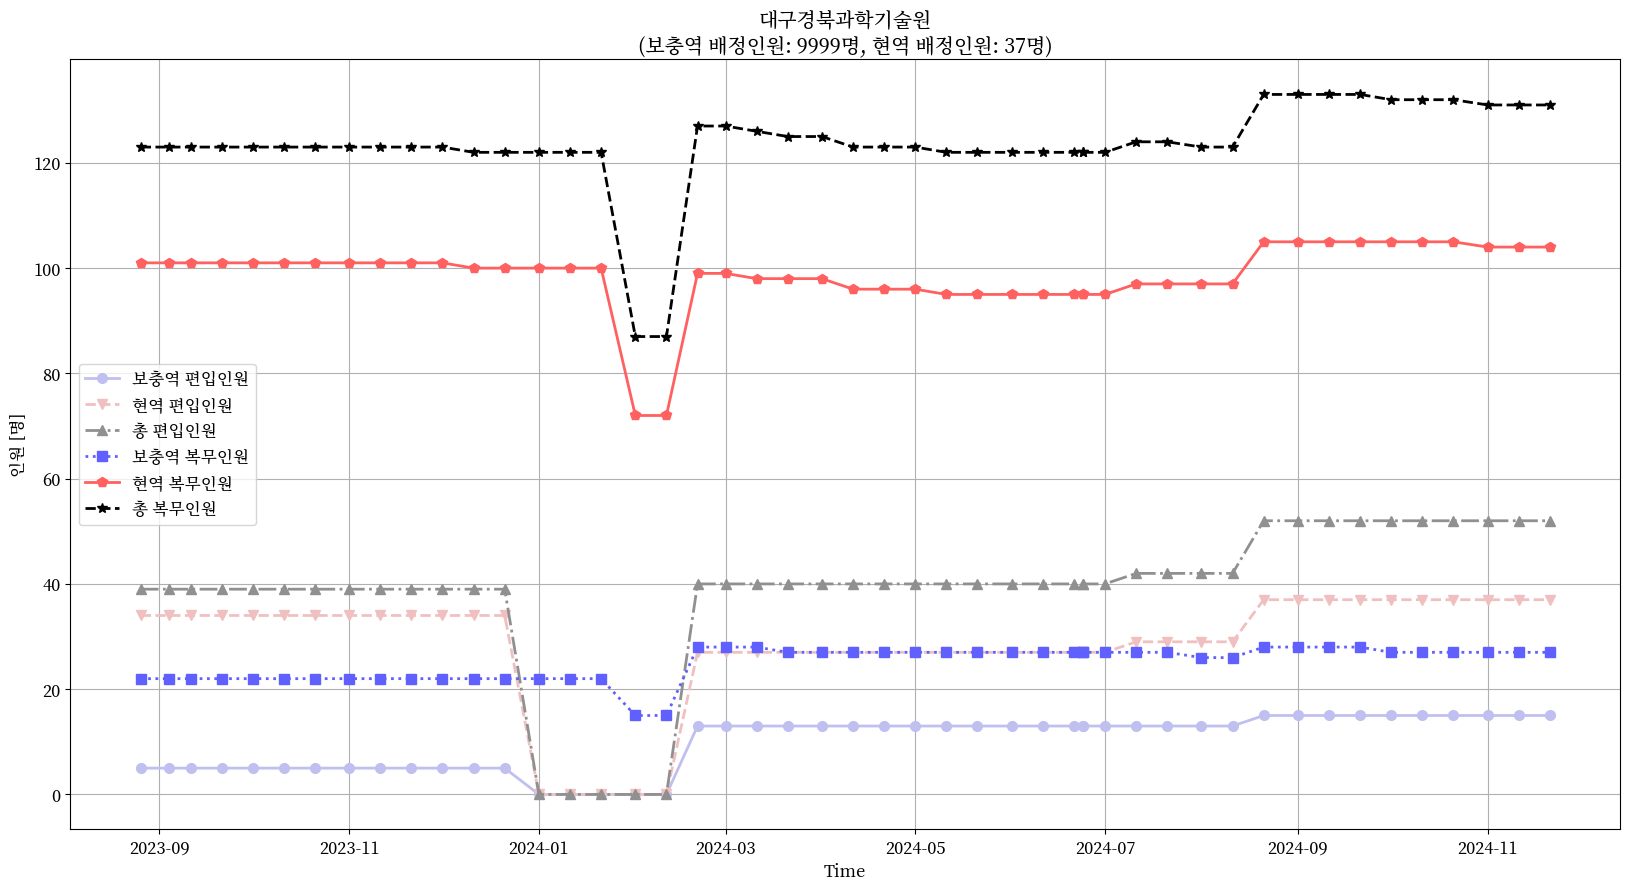 대구경북과학기술원
(보충역 배정인원: 9999명, 현역 배정인원: 37명)
인원 [명]
120
100
80
60
40
20
0
보충역 편입인원
현역 편입인원
총 편입인원
보충역 복무인원
현역 복무인원
총 복무인원
2023-09
2023-11
2024-01
2024-03
2024-05
2024-07
2024-09
2024-11
Time